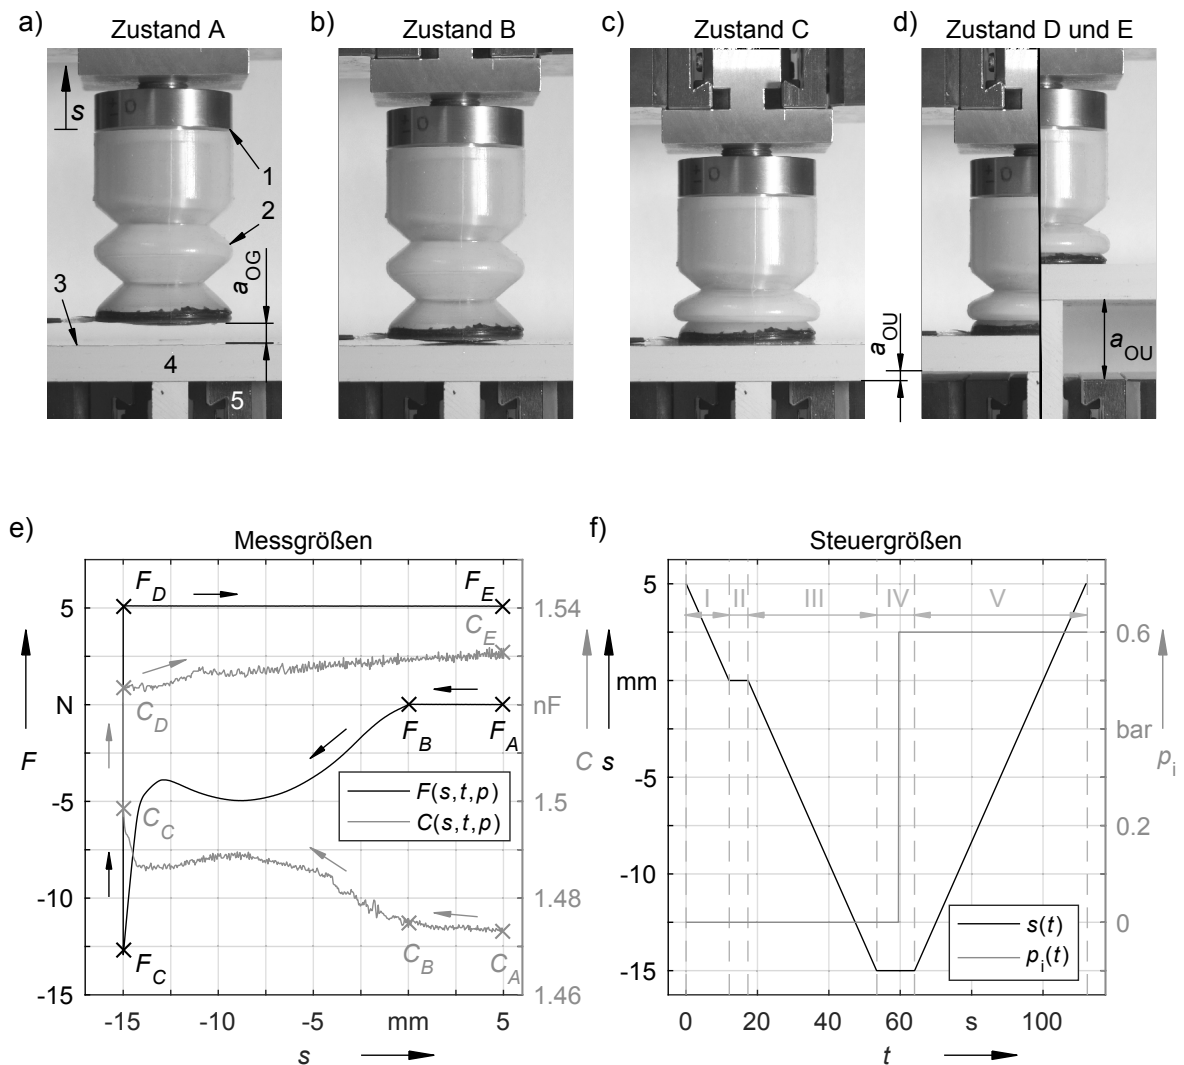 a)
Zustand A
b)
Zustand B
c)
Zustand C
d)
Zustand D und E
s
1
2
3
4
5
a_OG
a_OU
a_OU
10
e)
Messgrößen
F_D
F_E
5
1.54
C_E
C_D
N
nF
F_B
F_A
F
C
-5
1.5
F(s,t,p)
C(s,t,p)
C_C
-10
1.48
F_C
C_B
C_A
-15
1.46
-15
-10
-5
mm
5
s
f)
Steuergrößen
5
I
II
III
IV
V
0.6
mm
bar
s
p_i
-5
0.2
-10
0
s(t)
p_i(t)
-15
0
20
40
60
s
100
t